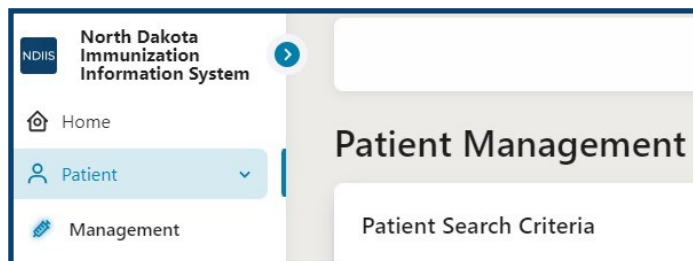 NDIIS
North Dakota
Immunization
Information System
Home
Patient
Management
Patient Management
Patient Search Criteria